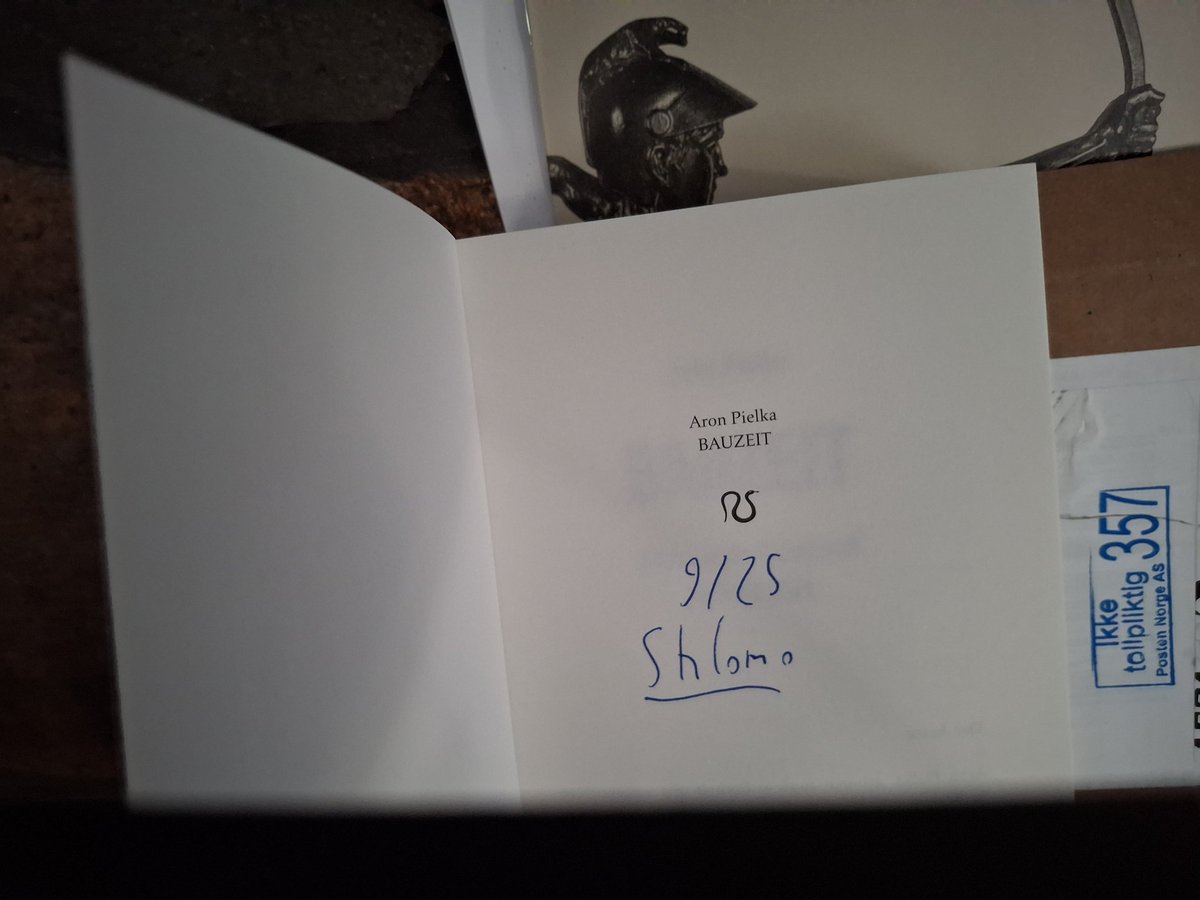 Aron Pielka
BAUZEIT
9/25
Shlomo
Ikke
tollpliktig
357
Posten Norge AS